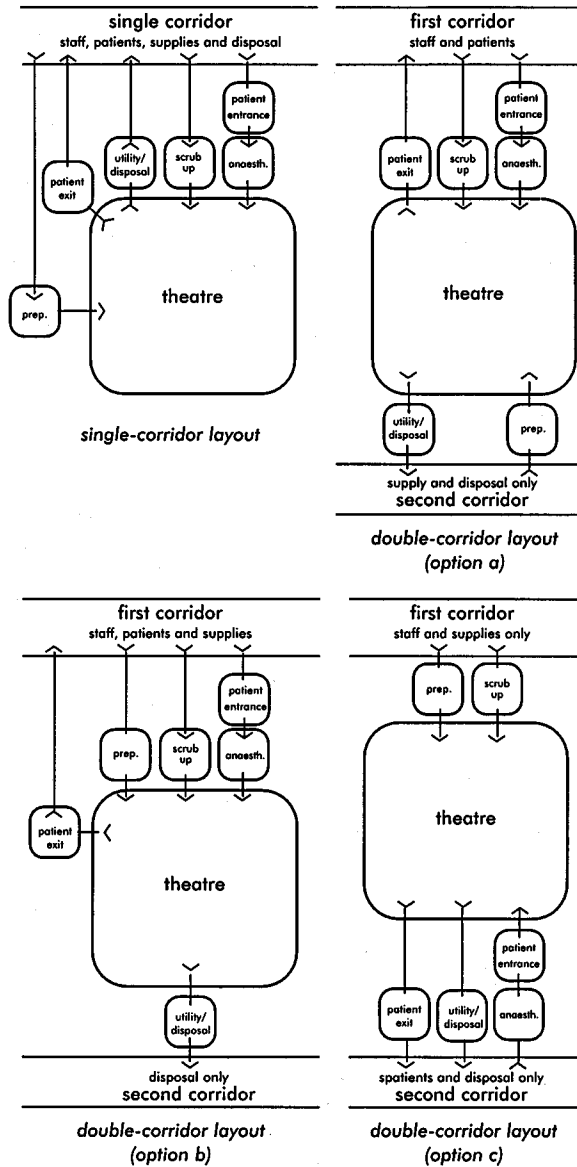 single corridor
staff, patients, supplies and disposal
patient
entrance
utility/
disposal
scrub
up
anaesth.
patient
exit
theatre
prep.
single-corridor layout
first corridor
staff and patients
patient
entrance
patient
exit
scrub
up
anaesth.
theatre
utility/
disposal
prep.
supply and disposal only
second corridor
double-corridor layout
(option a)
first corridor
staff, patients and supplies
patient
entrance
prep.
scrub
up
anaesth.
patient
exit
theatre
utility/
disposal
disposal only
second corridor
double-corridor layout
(option b)
first corridor
staff and supplies only
prep.
scrub
up
theatre
patient
entrance
patient
exit
utility/
disposal
anaesth.
spatients and disposal only
second corridor
double-corridor layout
(option c)